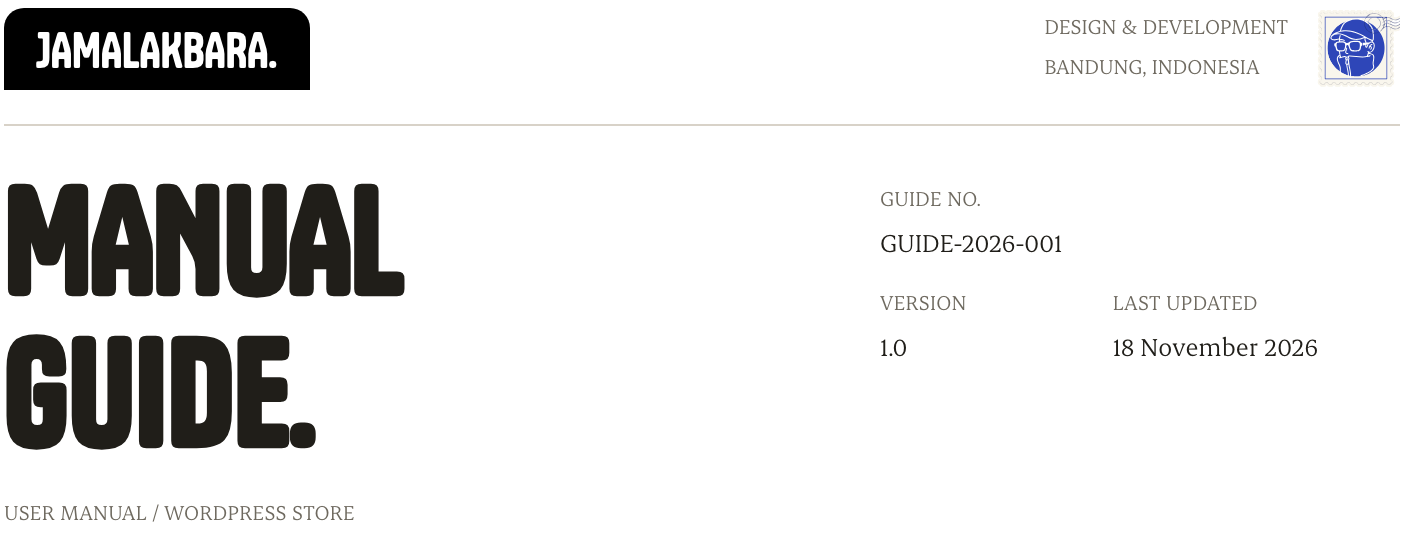 JAMALAKBARA.
DESIGN & DEVELOPMENT
BANDUNG, INDONESIA
MANUAL
GUIDE.
USER MANUAL / WORDPRESS STORE
GUIDE NO.
GUIDE-2026-001
VERSION
1.0
LAST UPDATED
18 November 2026